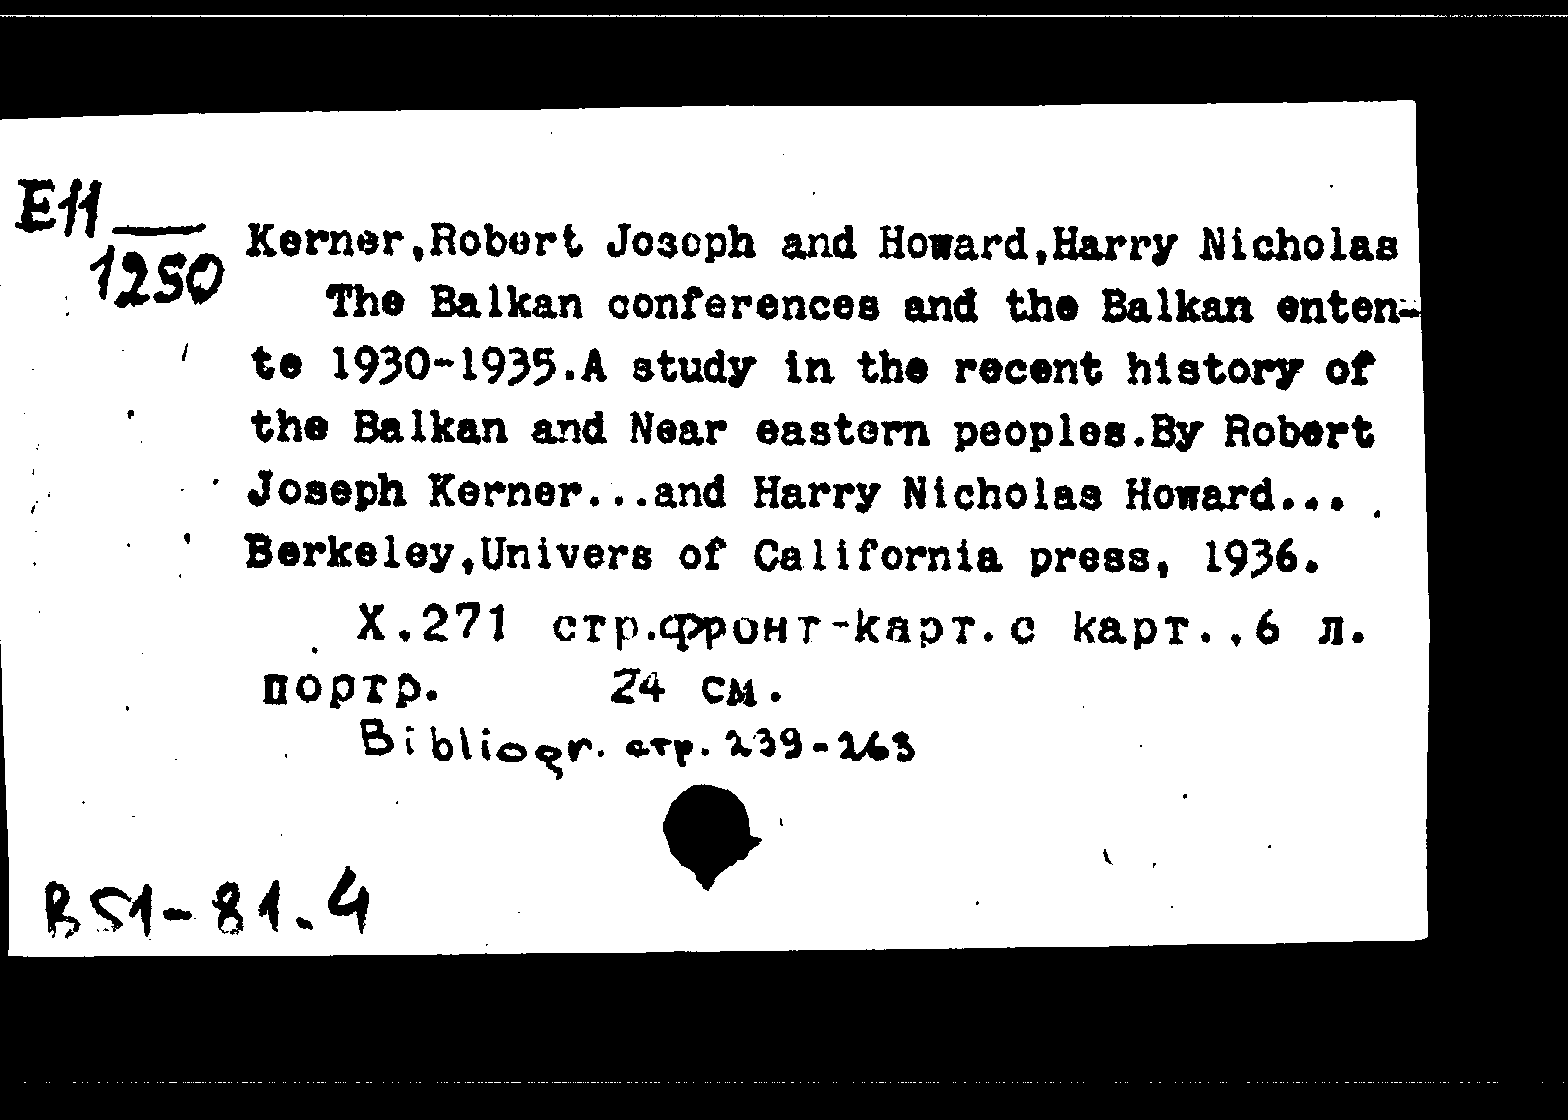 E11
1250
Kerner,Robert Joseph and Howard,Harry Nicholas
The Balkan conferences and the Balkan enten-
te 1930-1935.A study in the recent history of
the Balkan and Near eastern peoples.By Robert
Joseph Kerner...and Harry Nicholas Howard...
Berkeley,Univers of California press, 1936.
X.271 стр.фронт-карт.с карт.,6 л.
портр. 24 см.
Bibliogr. стр. 239-263
B51-81.4